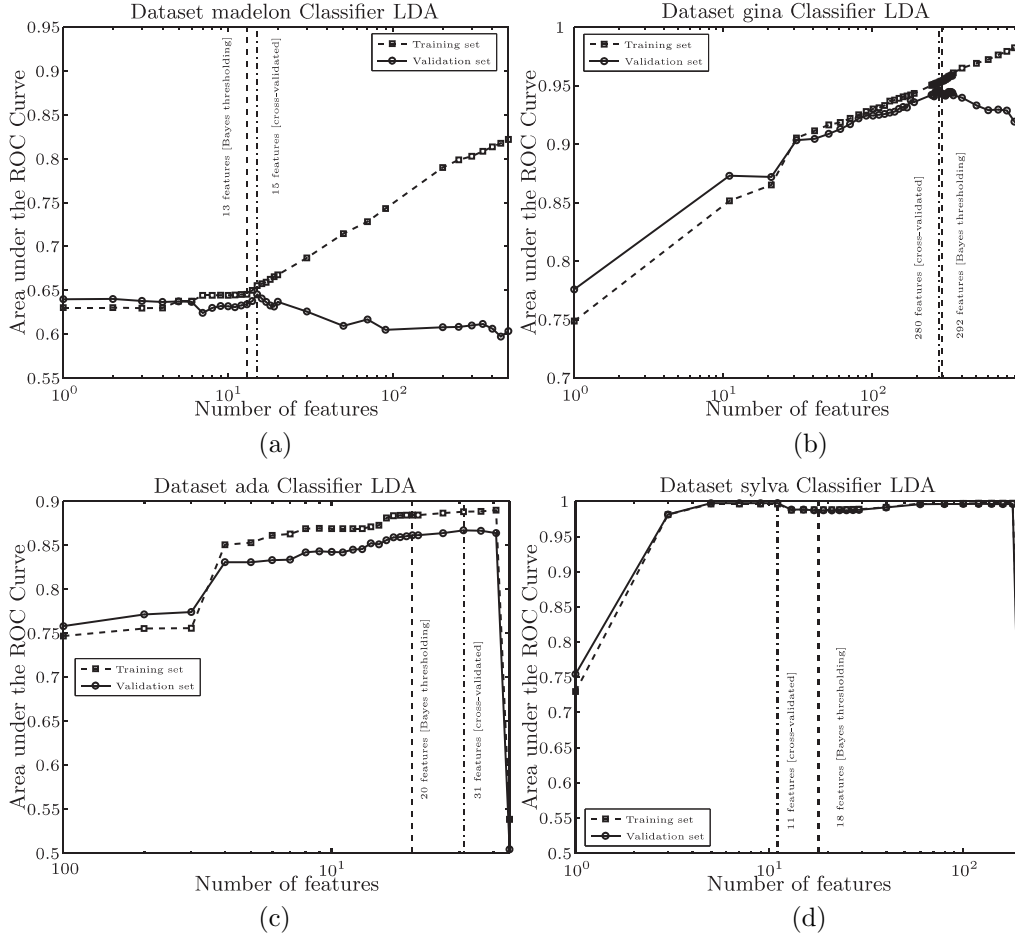 Dataset madelon Classifier LDA
0.95
0.9
0.85
0.8
0.75
0.7
0.65
0.6
0.55
Area under the ROC Curve
Training set
Validation set
13 features [Bayes thresholding]
15 features [cross-validated]
10^0
10^1
10^2
Number of features
(a)
Dataset gina Classifier LDA
1
0.95
0.9
0.85
0.8
0.75
0.7
Area under the ROC Curve
Training set
Validation set
280 features [cross-validated]
292 features [Bayes thresholding]
10^0
10^1
10^2
Number of features
(b)
Dataset ada Classifier LDA
0.9
0.85
0.8
0.75
0.7
0.65
0.6
0.55
0.5
Area under the ROC Curve
Training set
Validation set
20 features [Bayes thresholding]
31 features [cross-validated]
100
10^1
Number of features
(c)
Dataset sylva Classifier LDA
1
0.95
0.9
0.85
0.8
0.75
0.7
0.65
0.6
0.55
0.5
Area under the ROC Curve
Training set
Validation set
11 features [cross-validated]
18 features [Bayes thresholding]
10^0
10^1
10^2
Number of features
(d)